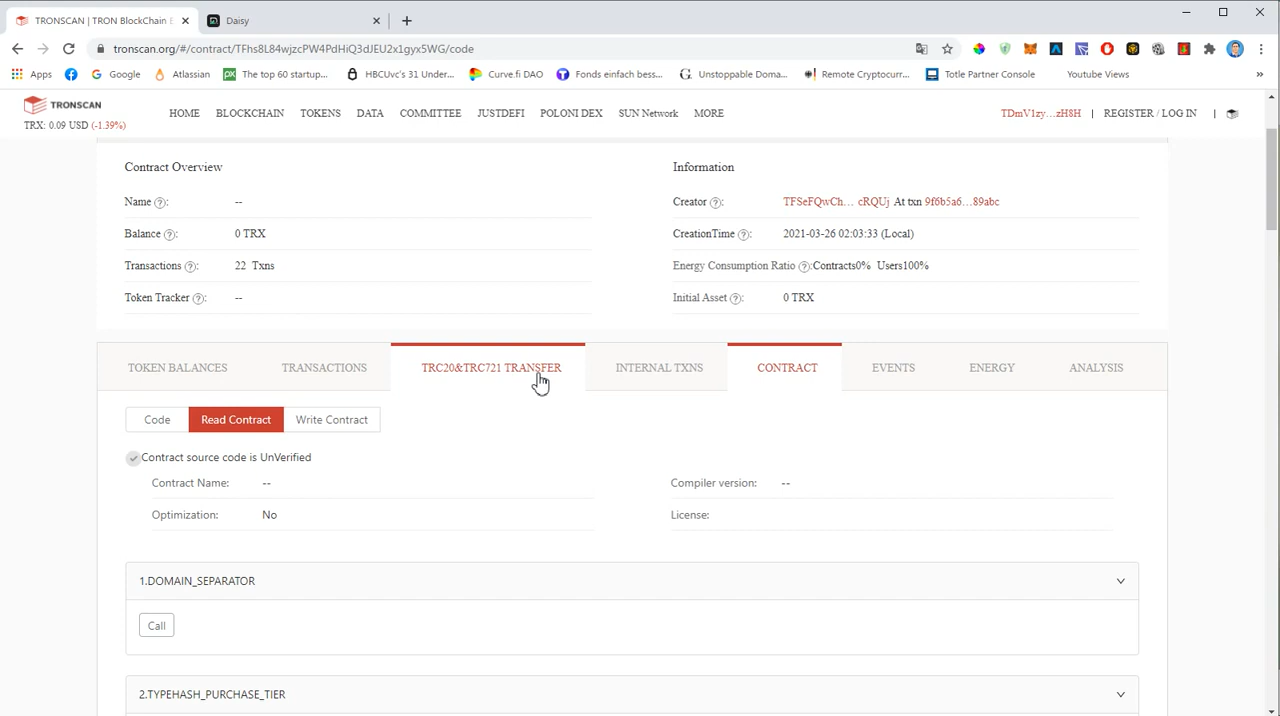 TRONSCAN | TRON BlockChain E
Daisy
tronscan.org/#/contract/TFhs8L84wjzcPW4PdHiQ3dJEU2x1gyx5WG/code
Apps
Google
Atlassian
The top 60 startup...
HBCUvc's 31 Under...
Curve.fi DAO
Fonds einfach bess...
Unstoppable Doma...
Remote Cryptocurr...
Totle Partner Console
Youtube Views
»
TRONSCAN
TRX: 0.09 USD (-1.39%)
HOME
BLOCKCHAIN
TOKENS
DATA
COMMITTEE
JUSTDEFI
POLONI DEX
SUN Network
MORE
TDmV1zy...zH8H
REGISTER / LOG IN
Contract Overview
Name ? :
--
Balance ? :
0 TRX
Transactions ? :
22 Txns
Token Tracker ? :
--
Information
Creator ? :
TFSeFQwCh... cRQUj At txn 9f6b5a6...89abc
CreationTime ? :
2021-03-26 02:03:33 (Local)
Energy Consumption Ratio ? :Contracts0% Users100%
Initial Asset ? :
0 TRX
TOKEN BALANCES
TRANSACTIONS
TRC20&TRC721 TRANSFER
INTERNAL TXNS
CONTRACT
EVENTS
ENERGY
ANALYSIS
Code
Read Contract
Write Contract
Contract source code is UnVerified
Contract Name:
--
Compiler version:
--
Optimization:
No
License:
1.DOMAIN_SEPARATOR
Call
2.TYPEHASH_PURCHASE_TIER